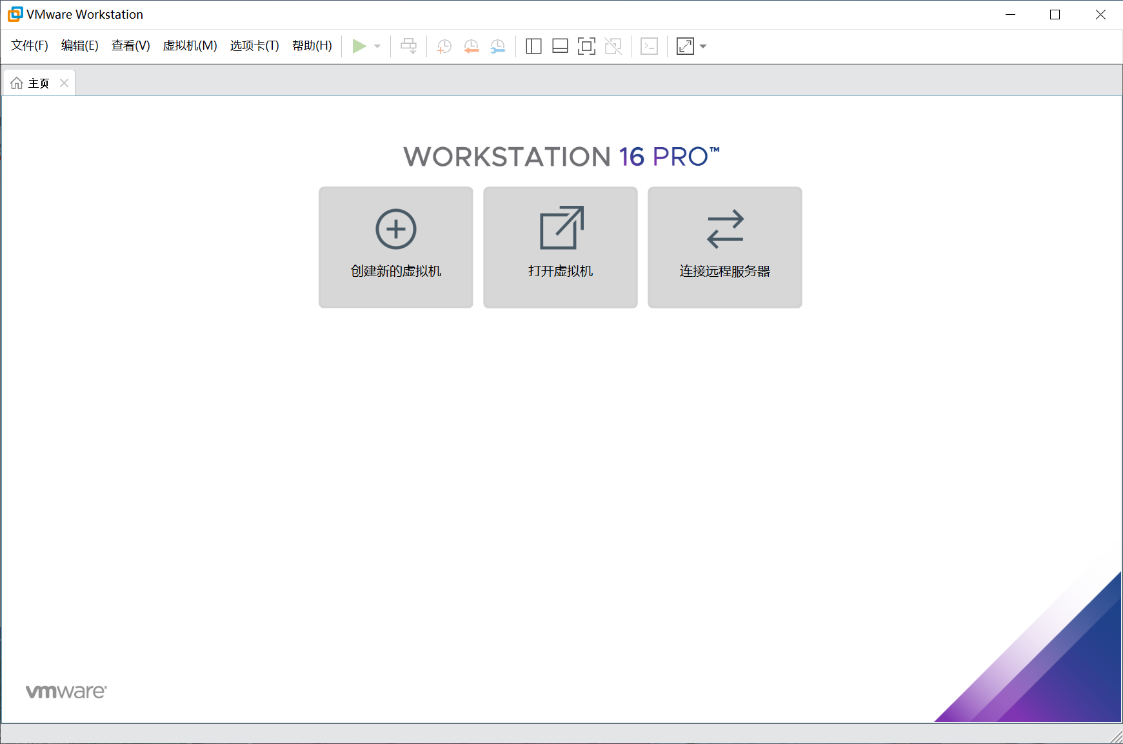 VMware Workstation
文件(F) 编辑(E) 查看(V) 虚拟机(M) 选项卡(T) 帮助(H)
主页
WORKSTATION 16 PRO™
创建新的虚拟机 打开虚拟机 连接远程服务器
vmware®